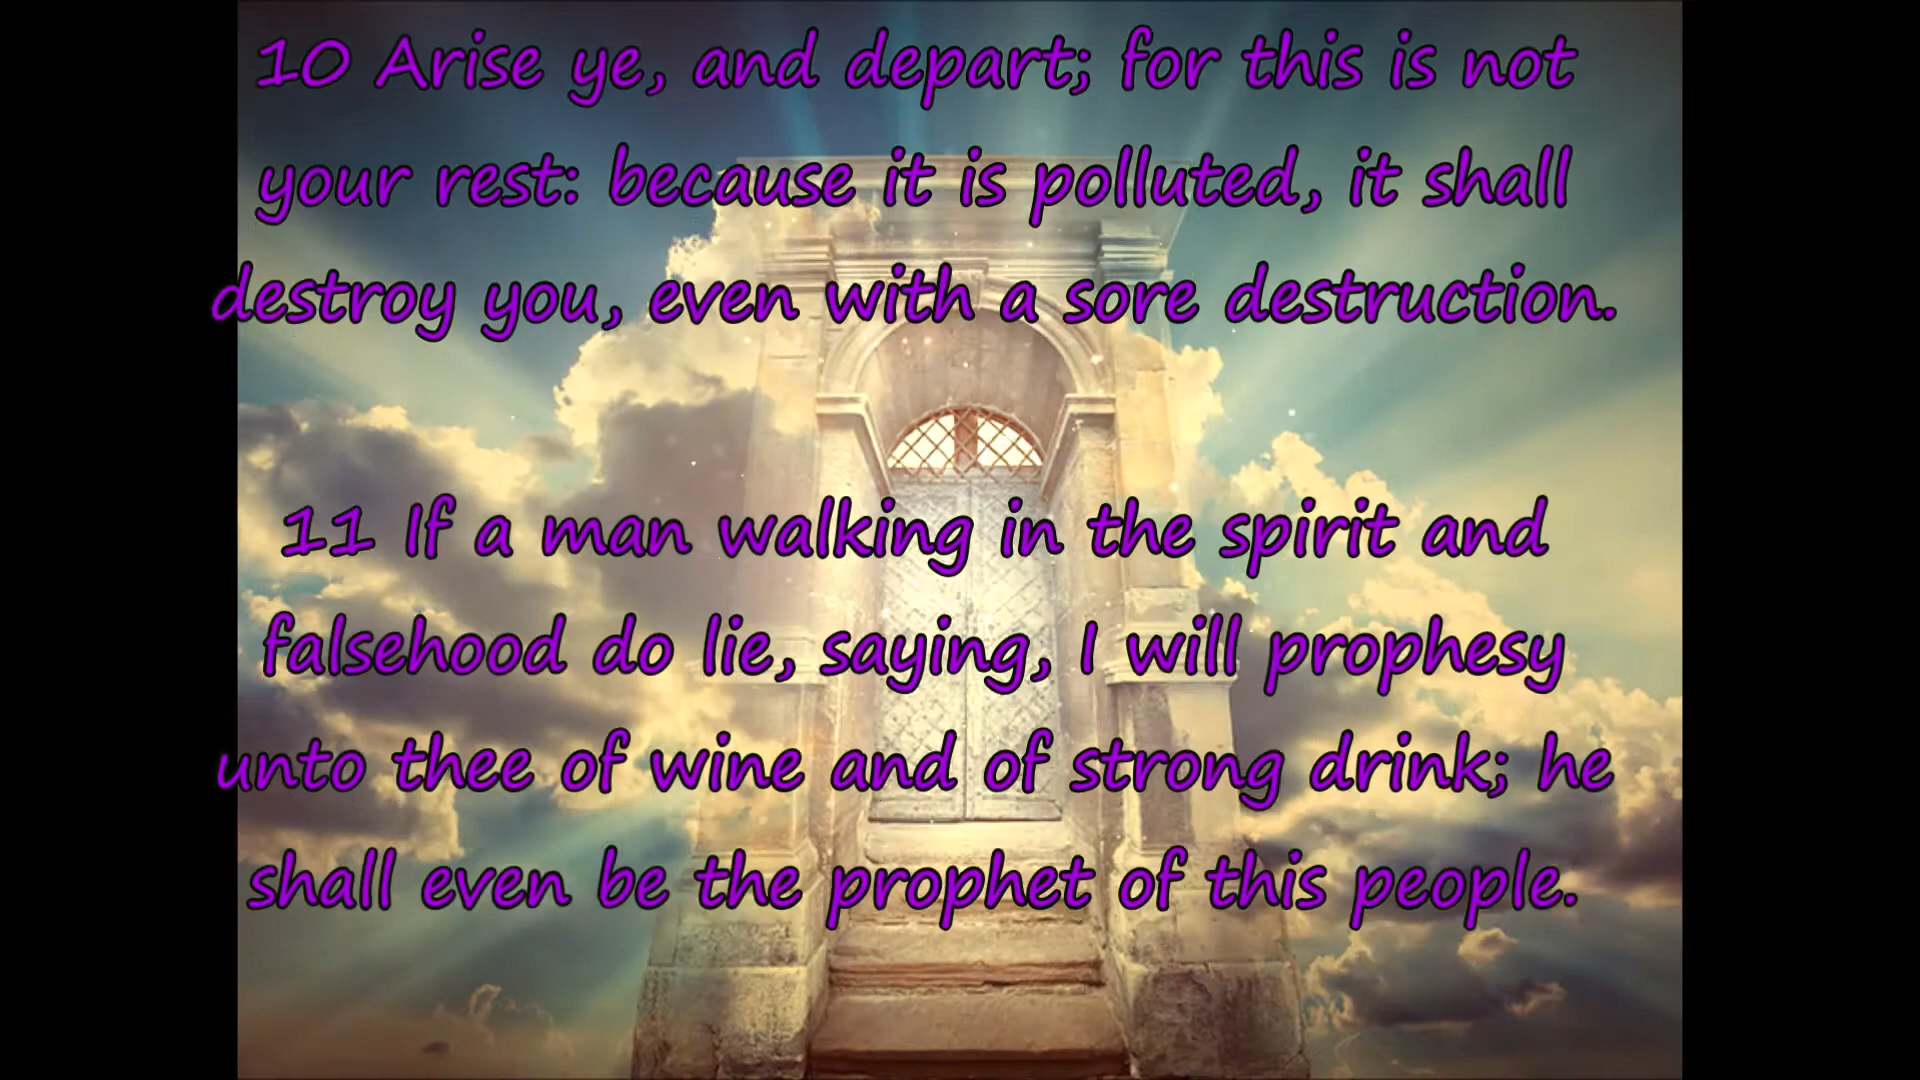 10 Arise ye, and depart; for this is not
your rest: because it is polluted, it shall
destroy you, even with a sore destruction.
11 If a man walking in the spirit and
falsehood do lie, saying, I will prophesy
unto thee of wine and of strong drink; he
shall even be the prophet of this people.